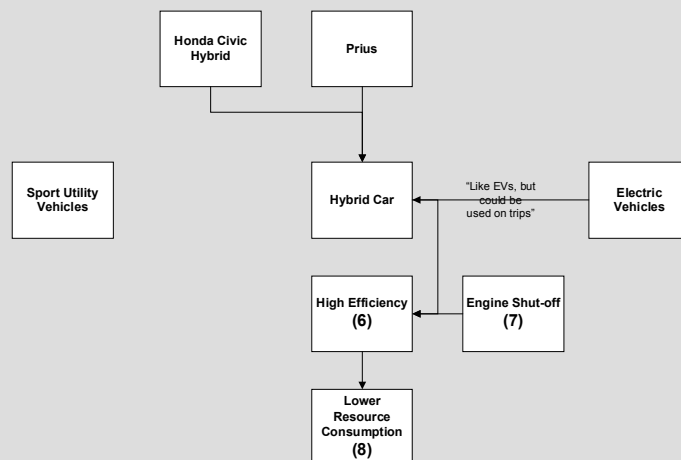 Honda Civic
Hybrid
Prius
Sport Utility
Vehicles
Hybrid Car
“Like EVs, but
could be
used on trips”
Electric
Vehicles
High Efficiency
(6)
Engine Shut-off
(7)
Lower
Resource
Consumption
(8)